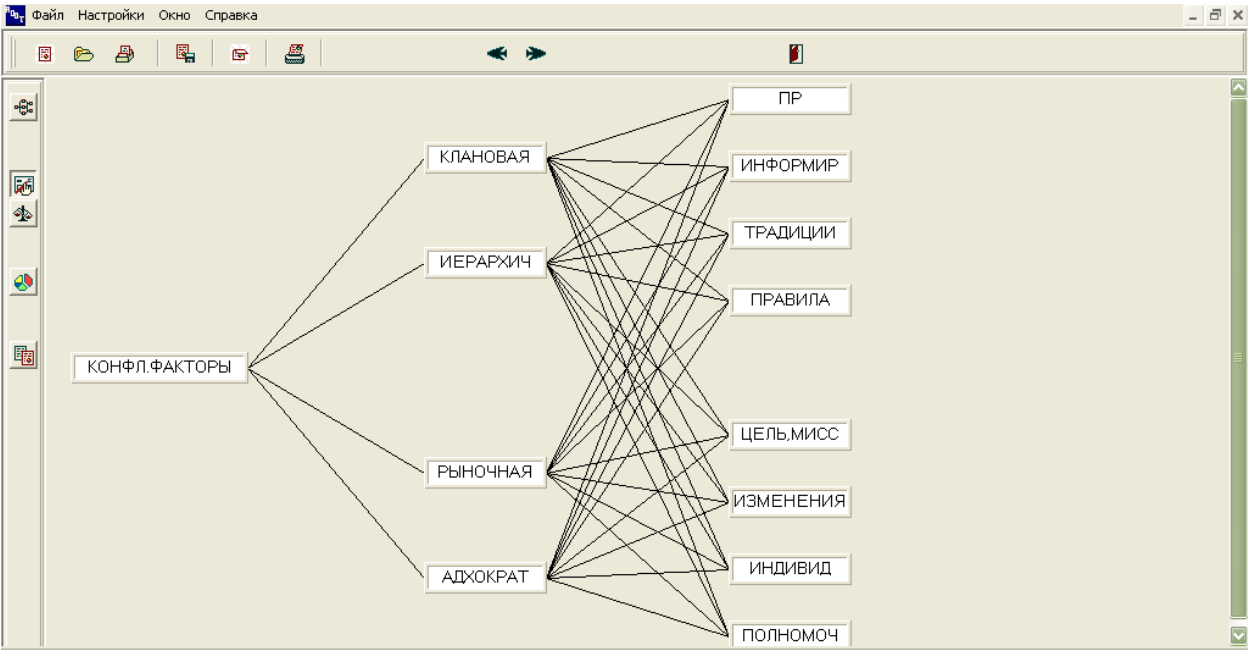 Файл Настройки Окно Справка
ПР
КЛАНОВАЯ
ИНФОРМИР
ТРАДИЦИИ
ИЕРАРХИЧ
ПРАВИЛА
КОНФЛ.ФАКТОРЫ
ЦЕЛЬ,МИСС
РЫНОЧНАЯ
ИЗМЕНЕНИЯ
ИНДИВИД
АДХОКРАТ
ПОЛНОМОЧ